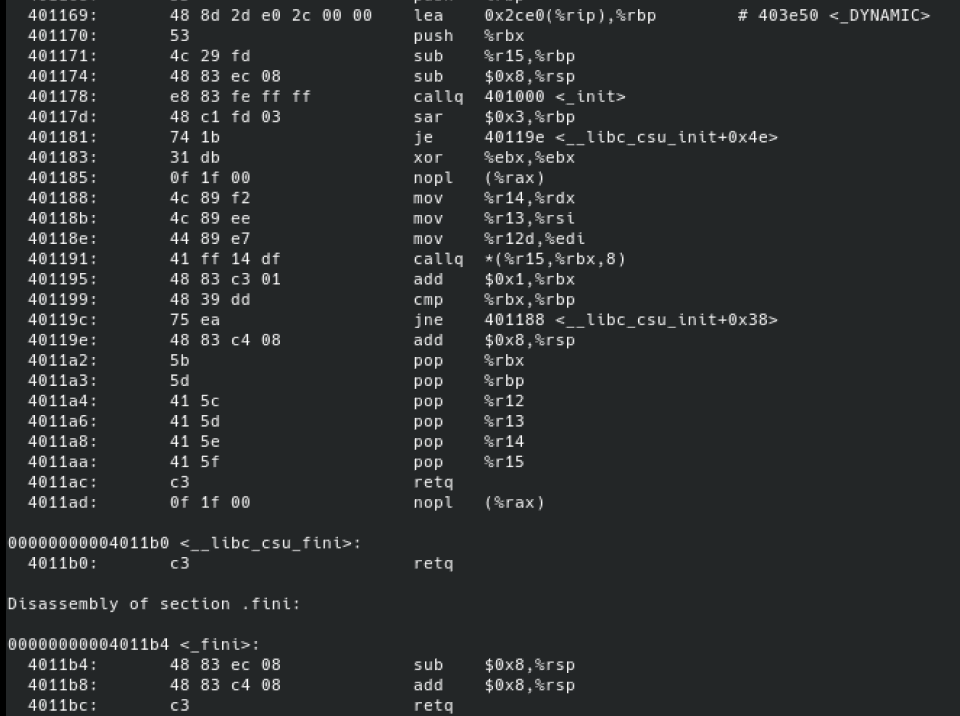 401169: 48 8d 2d e0 2c 00 00 lea 0x2ce0(%rip),%rbp # 403e50 <_DYNAMIC>
401170: 53 push %rbx
401171: 4c 29 fd sub %r15,%rbp
401174: 48 83 ec 08 sub $0x8,%rsp
401178: e8 83 fe ff ff callq 401000 <_init>
40117d: 48 c1 fd 03 sar $0x3,%rbp
401181: 74 1b je 40119e <__libc_csu_init+0x4e>
401183: 31 db xor %ebx,%ebx
401185: 0f 1f 00 nopl (%rax)
401188: 4c 89 f2 mov %r14,%rdx
40118b: 4c 89 ee mov %r13,%rsi
40118e: 44 89 e7 mov %r12d,%edi
401191: 41 ff 14 df callq *(%r15,%rbx,8)
401195: 48 83 c3 01 add $0x1,%rbx
401199: 48 39 dd cmp %rbx,%rbp
40119c: 75 ea jne 401188 <__libc_csu_init+0x38>
40119e: 48 83 c4 08 add $0x8,%rsp
4011a2: 5b pop %rbx
4011a3: 5d pop %rbp
4011a4: 41 5c pop %r12
4011a6: 41 5d pop %r13
4011a8: 41 5e pop %r14
4011aa: 41 5f pop %r15
4011ac: c3 retq
4011ad: 0f 1f 00 nopl (%rax)
00000000004011b0 <__libc_csu_fini>:
4011b0: c3 retq
Disassembly of section .fini:
00000000004011b4 <_fini>:
4011b4: 48 83 ec 08 sub $0x8,%rsp
4011b8: 48 83 c4 08 add $0x8,%rsp
4011bc: c3 retq